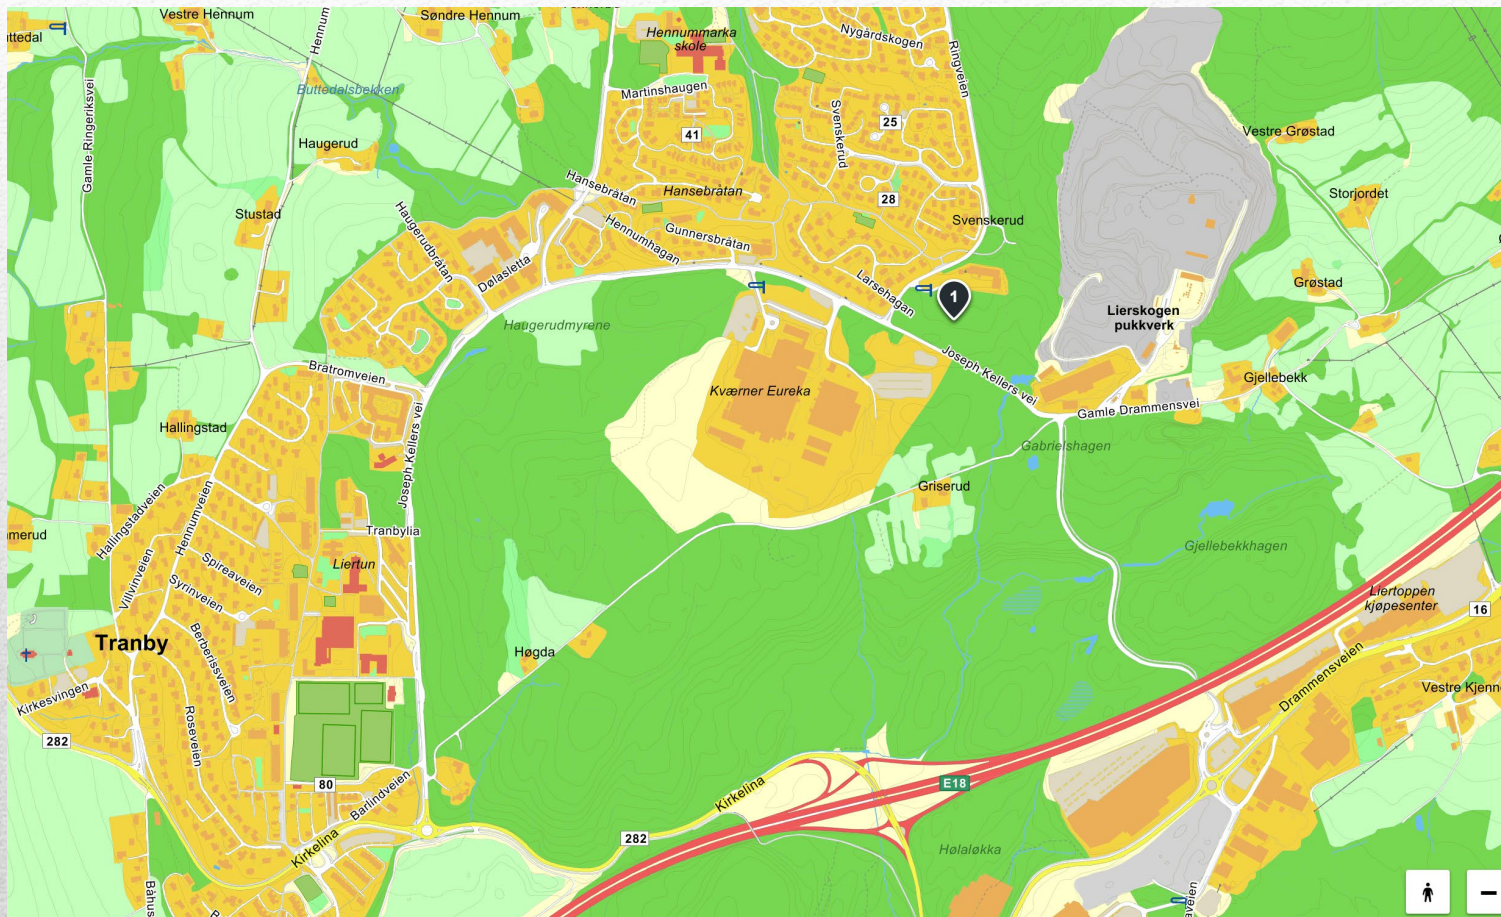 Vestre Hennum
Søndre Hennum
Hennum
Hennummarka
skole
Nygårdskogen
Ringveien
Gamle Ringeriksvei
Buttedalsbekken
Martinshaugen
Svenskerud
25
41
Vestre Grøstad
Haugerud
Hansebråtan
Hansebråtan
28
Storjordet
Stustad
Haugerudbråtan
Hennumhagan
Gunnersbråtan
Svenskerud
Dølasletta
Larsehagan
1
Grøstad
Lierskogen
pukkverk
Haugerudmyrene
Joseph Kellers vei
Bratromveien
Kværner Eureka
Gjellebekk
Gamle Drammensvei
Hallingstad
Joseph Kellers vei
Gabrielshagen
Griserud
Hallingstadveien
Hennumveien
Tranbylia
Gjellebekkhagen
Villvinveien
Spireaveien
Liertun
Syrinveien
Liertoppen
kjøpesenter
16
Tranby
Berberissveien
Høgda
Drammensveien
Kirkesvingen
Vestre Kjenn
Roseveien
282
80
Barlindveien
Kirkelina
E18
282
Kirkelina
Hølaløkka